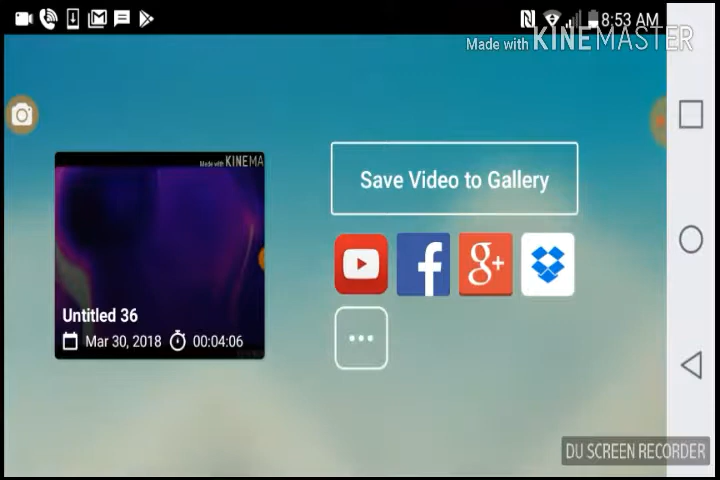 8:53 AM
Made with KINEMASTER
Made with KINEMA
Save Video to Gallery
f
g+
Untitled 36
Mar 30, 2018 00:04:06
DU SCREEN RECORDER